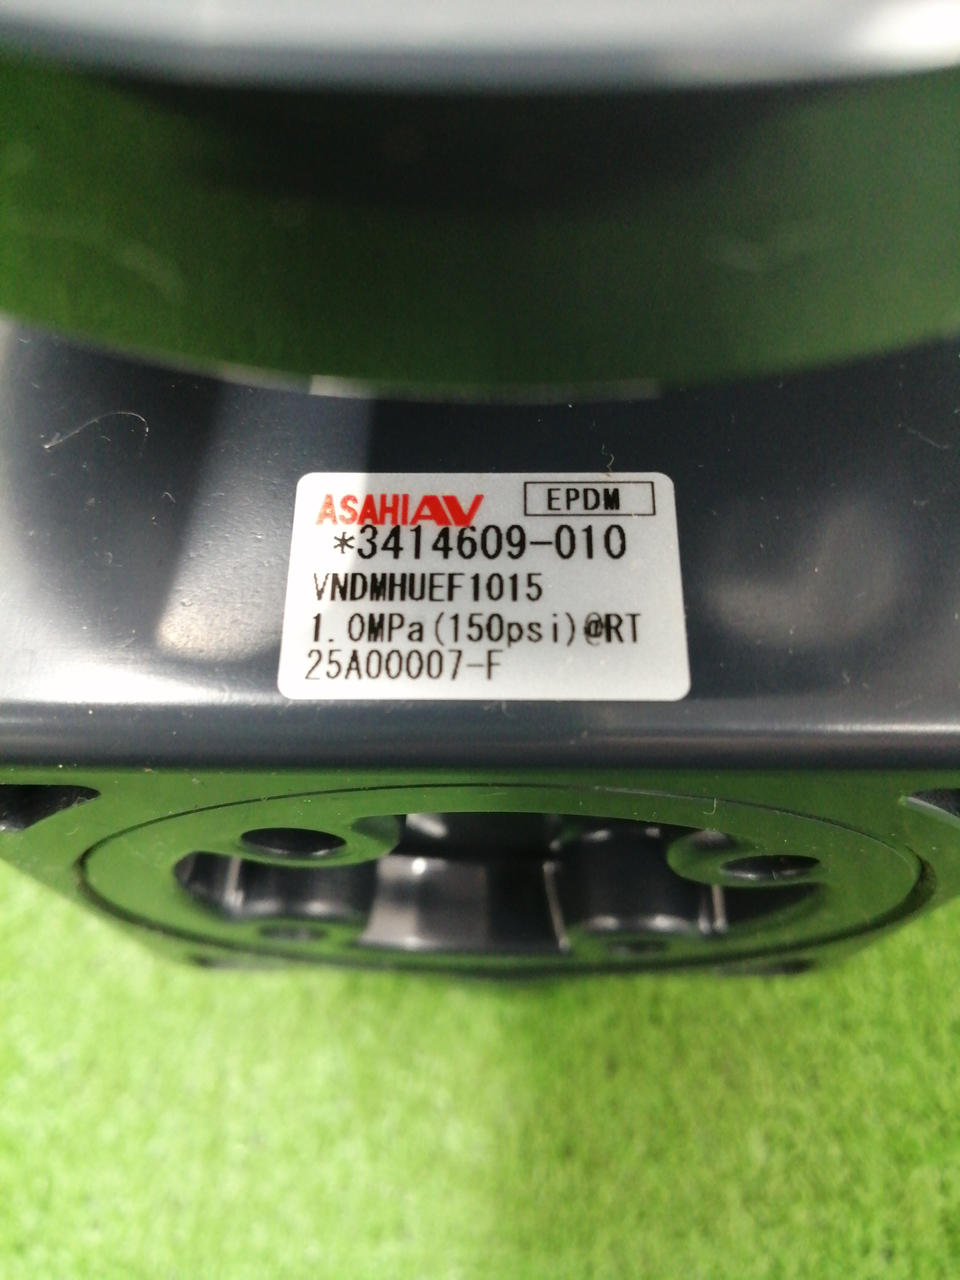 ASAHIAV EPDM
*3414609-010
VNDMHUEF1015
1.0MPa(150psi)@RT
25A00007-F